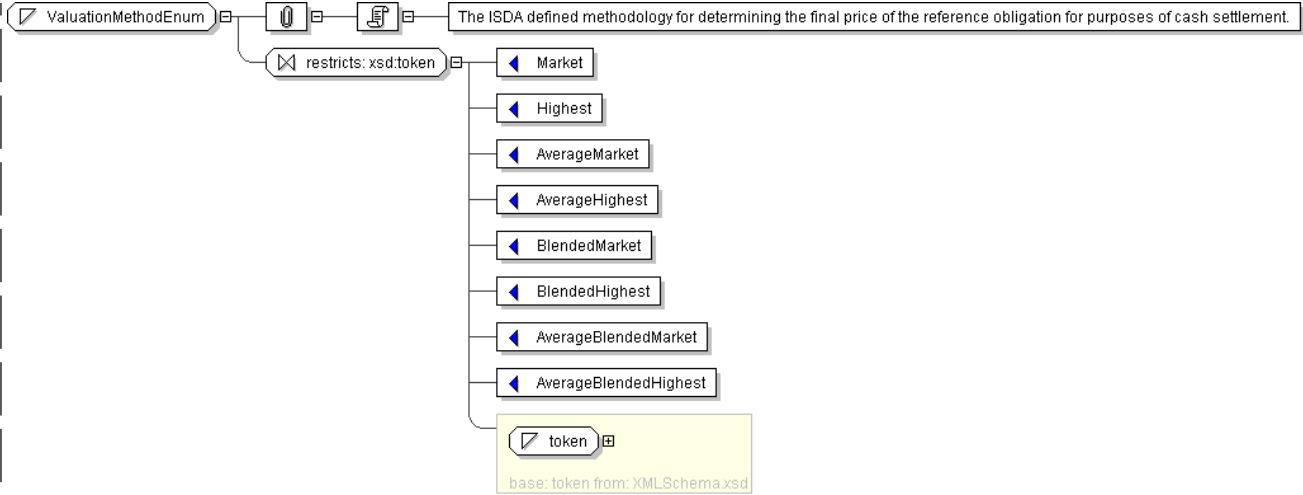 ValuationMethodEnum
The ISDA defined methodology for determining the final price of the reference obligation for purposes of cash settlement.
restricts: xsd:token
Market
Highest
AverageMarket
AverageHighest
BlendedMarket
BlendedHighest
AverageBlendedMarket
AverageBlendedHighest
token
base: token from: XMLSchema.xsd